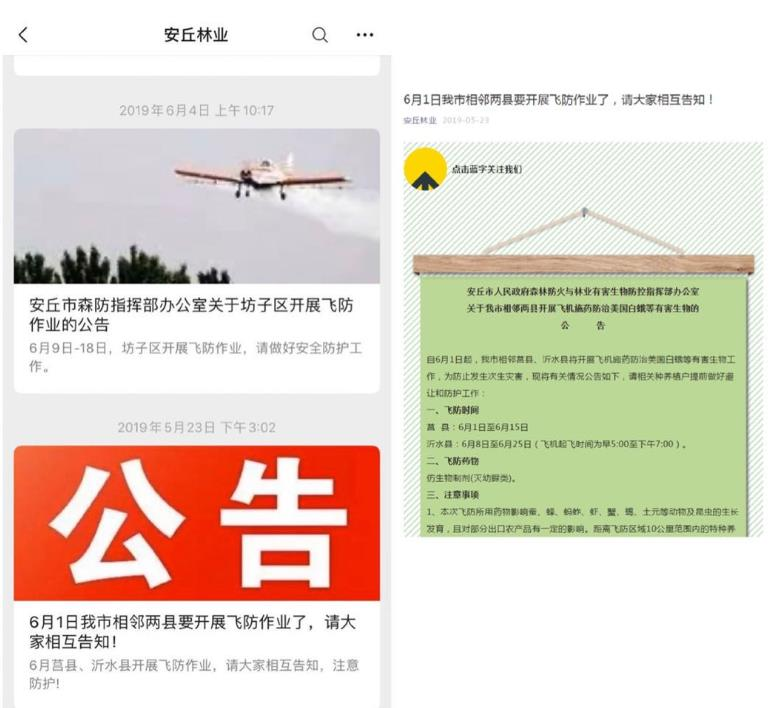 安丘林业
2019年6月4日 上午10:17
安丘市森防指挥部办公室关于坊子区开展飞防
作业的公告
6月9日-18日，坊子区开展飞防作业，请做好安全防护工
作。
2019年5月23日 下午3:02
公告
6月1日我市相邻两县要开展飞防作业了，请大
家相互告知！
6月莒县、沂水县开展飞防作业，请大家相互告知，注意
防护!
6月1日我市相邻两县要开展飞防作业了，请大家相互告知！
安丘林业 2019-05-23
点击蓝字关注我们
安丘市人民政府森林防火与林业有害生物防控指挥部办公室
关于我市相邻两县开展飞机施药防治美国白蛾等有害生物的
公 告
自6月1日起，我市相邻莒县、沂水县将开展飞机施药防治美国白蛾等有害生物工
作，为防止发生次生灾害，现将有关情况公告如下，请相关种养殖户提前做好避
让和防护工作：
一、飞防时间
莒 县：6月1日至6月15日
沂水县：6月8日至6月25日（飞机起飞时间为早5:00至下午7:00）。
二、飞防药物
仿生物制剂(灭幼脲类)。
三、注意事项
1、本次飞防所用药物影响蚕、蜂、蚂蚱、虾、蟹、蝎、土元等动物及昆虫的生长
发育，且对部分出口农产品有一定的影响。距离飞防区域10公里范围内的特种养